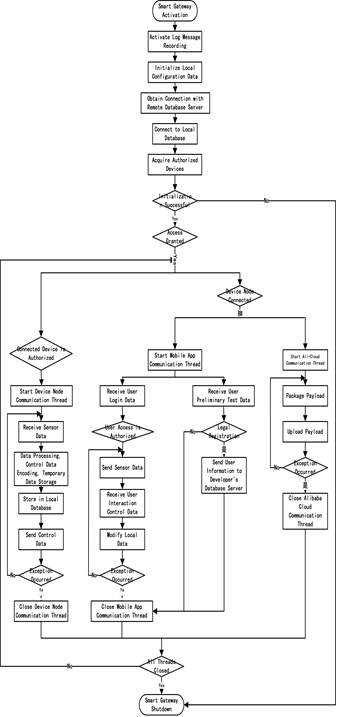 Smart Gateway
Activation
Activate Log Message
Recording
Initialize Local
Configuration Data
Obtain Connection with
Remote Database Server
Connect to Local
Database
Acquire Authorized
Devices
Initializatio
n Successful
No
Yes
Access
Granted
Yes
Device Node
Connected
Connected Device Is
Authorized
Start Mobile App
Communication Thread
Start Ali-Cloud
Communication Thread
Start Device Node
Communication Thread
Receive User
Login Data
Receive User
Preliminary Test Data
Package Payload
Receive Sensor
Data
User Access Is
Authorized
No
Legal
Registration
Upload Payload
Data Processing,
Control Data
Encoding, Temporary
Data Storage
Send Sensor Data
Send User
Information to
Developer's
Database Server
No
Exception
Occurred
Store in Local
Database
Receive User
Interaction
Control Data
Close Alibaba
Cloud
Communication
Thread
Send Control
Data
Modify Local
Data
No
Exception
Occurred
No
Exception
Occurred
Close Device Node
Communication Thread
Close Mobile App
Communication Thread
No
All Threads
Closed
Yes
Smart Gateway
Shutdown